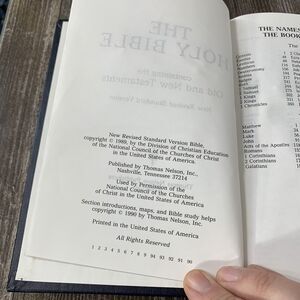 THE
HOLY BIBLE
containing the
Old and New Testaments
New Revised Standard Version
New Revised Standard Version Bible,
copyright © 1989, by the Division of Christian Education
of the National Council of the Churches of Christ
in the United States of America.
Published by Thomas Nelson, Inc.,
Nashville, Tennessee 37214
Used by Permission of the
National Council of Churches
of Christ in the United States of America.
Section introductions, maps, and Bible study helps
copyright © 1990 by Thomas Nelson, Inc.
Printed in the United States of America
All Rights Reserved
1 2 3 4 5 6 7 8 9 94 93 92 91 90
THE NAMES
THE BOOK
Genesis
Exodus
Leviticus
Numbers
Joshua
Judges
Ruth
1 Samuel
2 Samuel
1 Kings
2 Kings
1 Chronicles
Matthew
Mark
Luke
John
Acts of the Apostles
Romans
1 Corinthians
2 Corinthians
Galatians